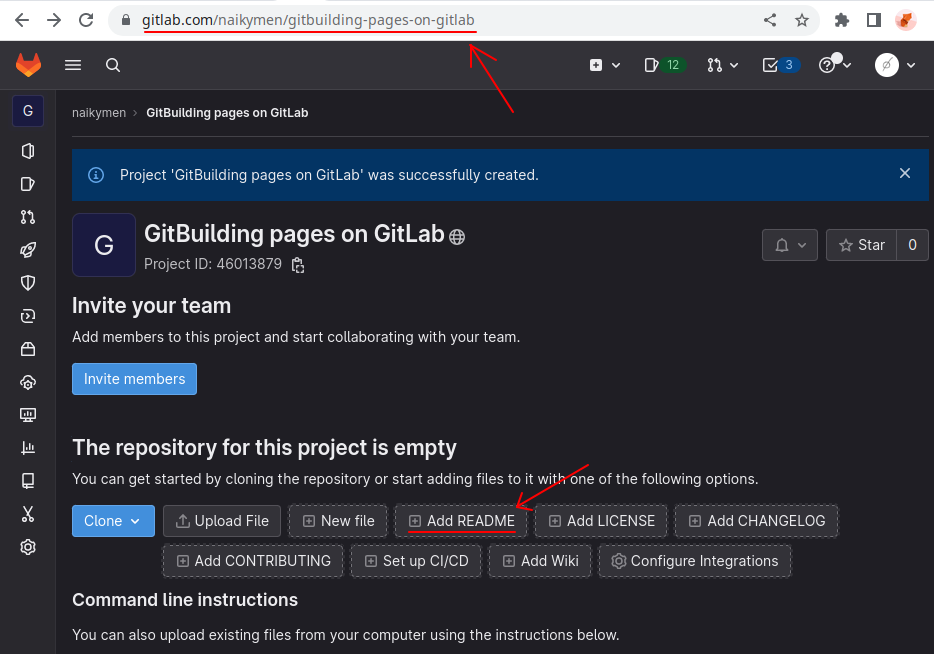 gitlab.com/naikymen/gitbuilding-pages-on-gitlab
12 3
G naikymen > GitBuilding pages on GitLab
Project 'GitBuilding pages on GitLab' was successfully created.
G GitBuilding pages on GitLab
Project ID: 46013879
Star 0
Invite your team
Add members to this project and start collaborating with your team.
Invite members
The repository for this project is empty
You can get started by cloning the repository or start adding files to it with one of the following options.
Clone Upload File New file Add README Add LICENSE Add CHANGELOG
Add CONTRIBUTING Set up CI/CD Add Wiki Configure Integrations
Command line instructions
You can also upload existing files from your computer using the instructions below.